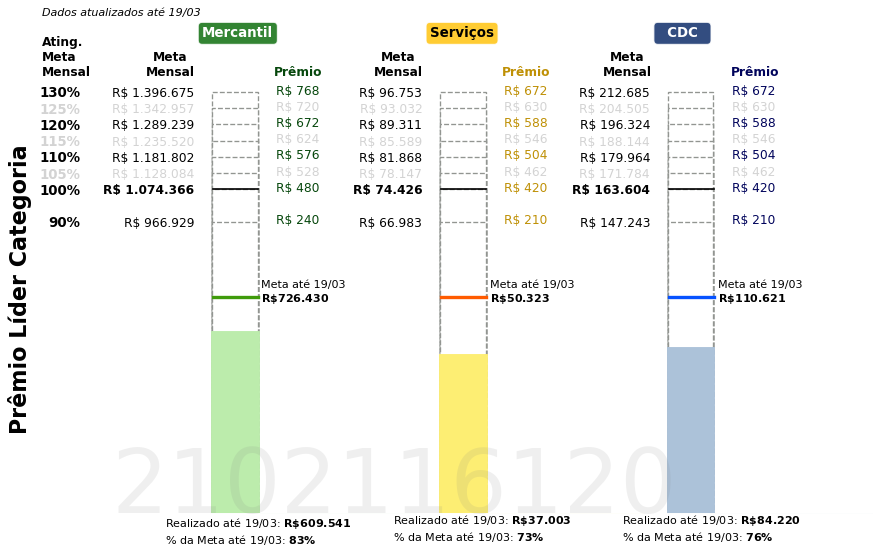 Dados atualizados até 19/03
Mercantil Serviços CDC
Ating.
Meta Meta Meta Meta
Mensal Mensal Prêmio Mensal Prêmio Mensal Prêmio
130% R$ 1.396.675 R$ 768 R$ 96.753 R$ 672 R$ 212.685 R$ 672
125% R$ 1.342.957 R$ 720 R$ 93.032 R$ 630 R$ 204.505 R$ 630
120% R$ 1.289.239 R$ 672 R$ 89.311 R$ 588 R$ 196.324 R$ 588
115% R$ 1.235.520 R$ 624 R$ 85.589 R$ 546 R$ 188.144 R$ 546
110% R$ 1.181.802 R$ 576 R$ 81.868 R$ 504 R$ 179.964 R$ 504
105% R$ 1.128.084 R$ 528 R$ 78.147 R$ 462 R$ 171.784 R$ 462
100% R$ 1.074.366 R$ 480 R$ 74.426 R$ 420 R$ 163.604 R$ 420
90% R$ 966.929 R$ 240 R$ 66.983 R$ 210 R$ 147.243 R$ 210
Prêmio Líder Categoria
Meta até 19/03 Meta até 19/03 Meta até 19/03
R$726.430 R$50.323 R$110.621
2102116120
Realizado até 19/03: R$609.541 Realizado até 19/03: R$37.003 Realizado até 19/03: R$84.220
% da Meta até 19/03: 83% % da Meta até 19/03: 73% % da Meta até 19/03: 76%